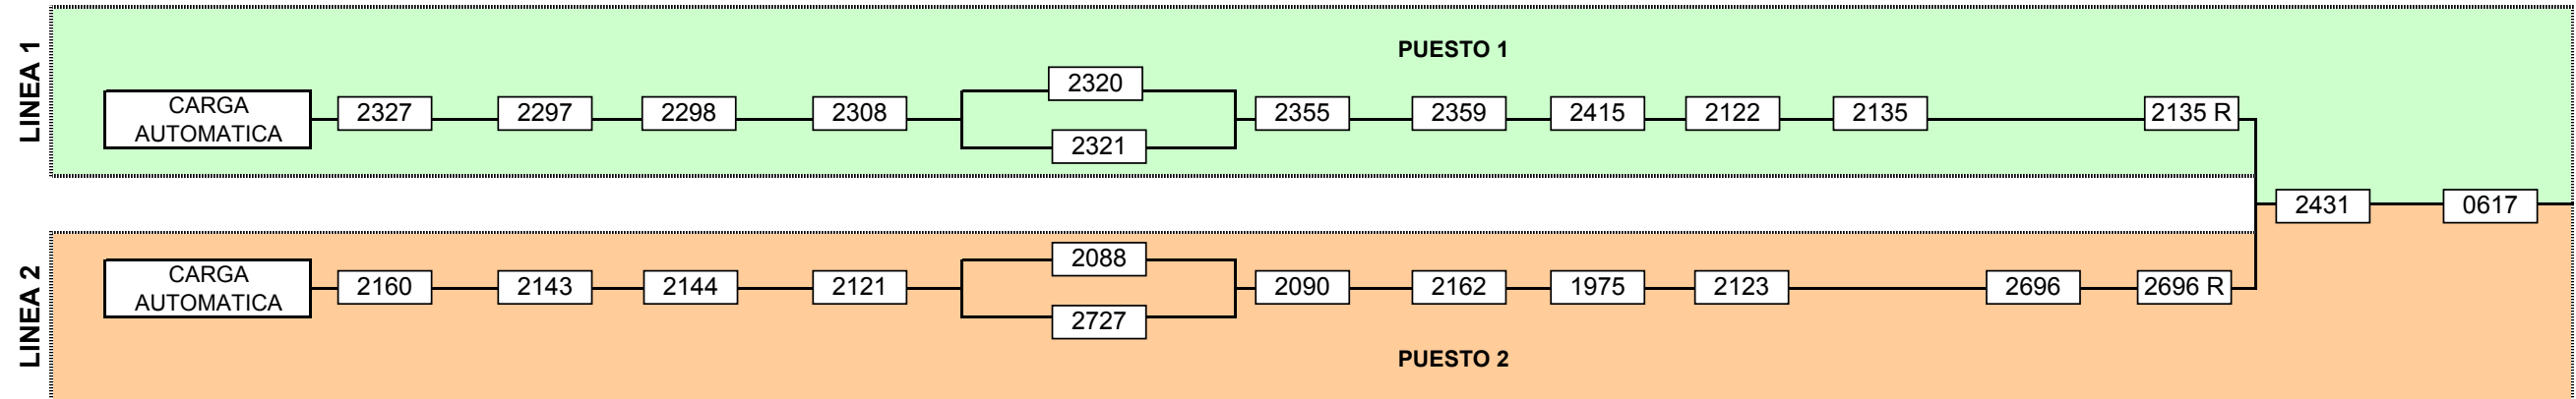 LINEA 1
PUESTO 1
CARGA
AUTOMATICA
2327
2297
2298
2308
2320
2321
2355
2359
2415
2122
2135
2135 R
2431
0617
LINEA 2
CARGA
AUTOMATICA
2160
2143
2144
2121
2088
2727
2090
2162
1975
2123
2696
2696 R
PUESTO 2